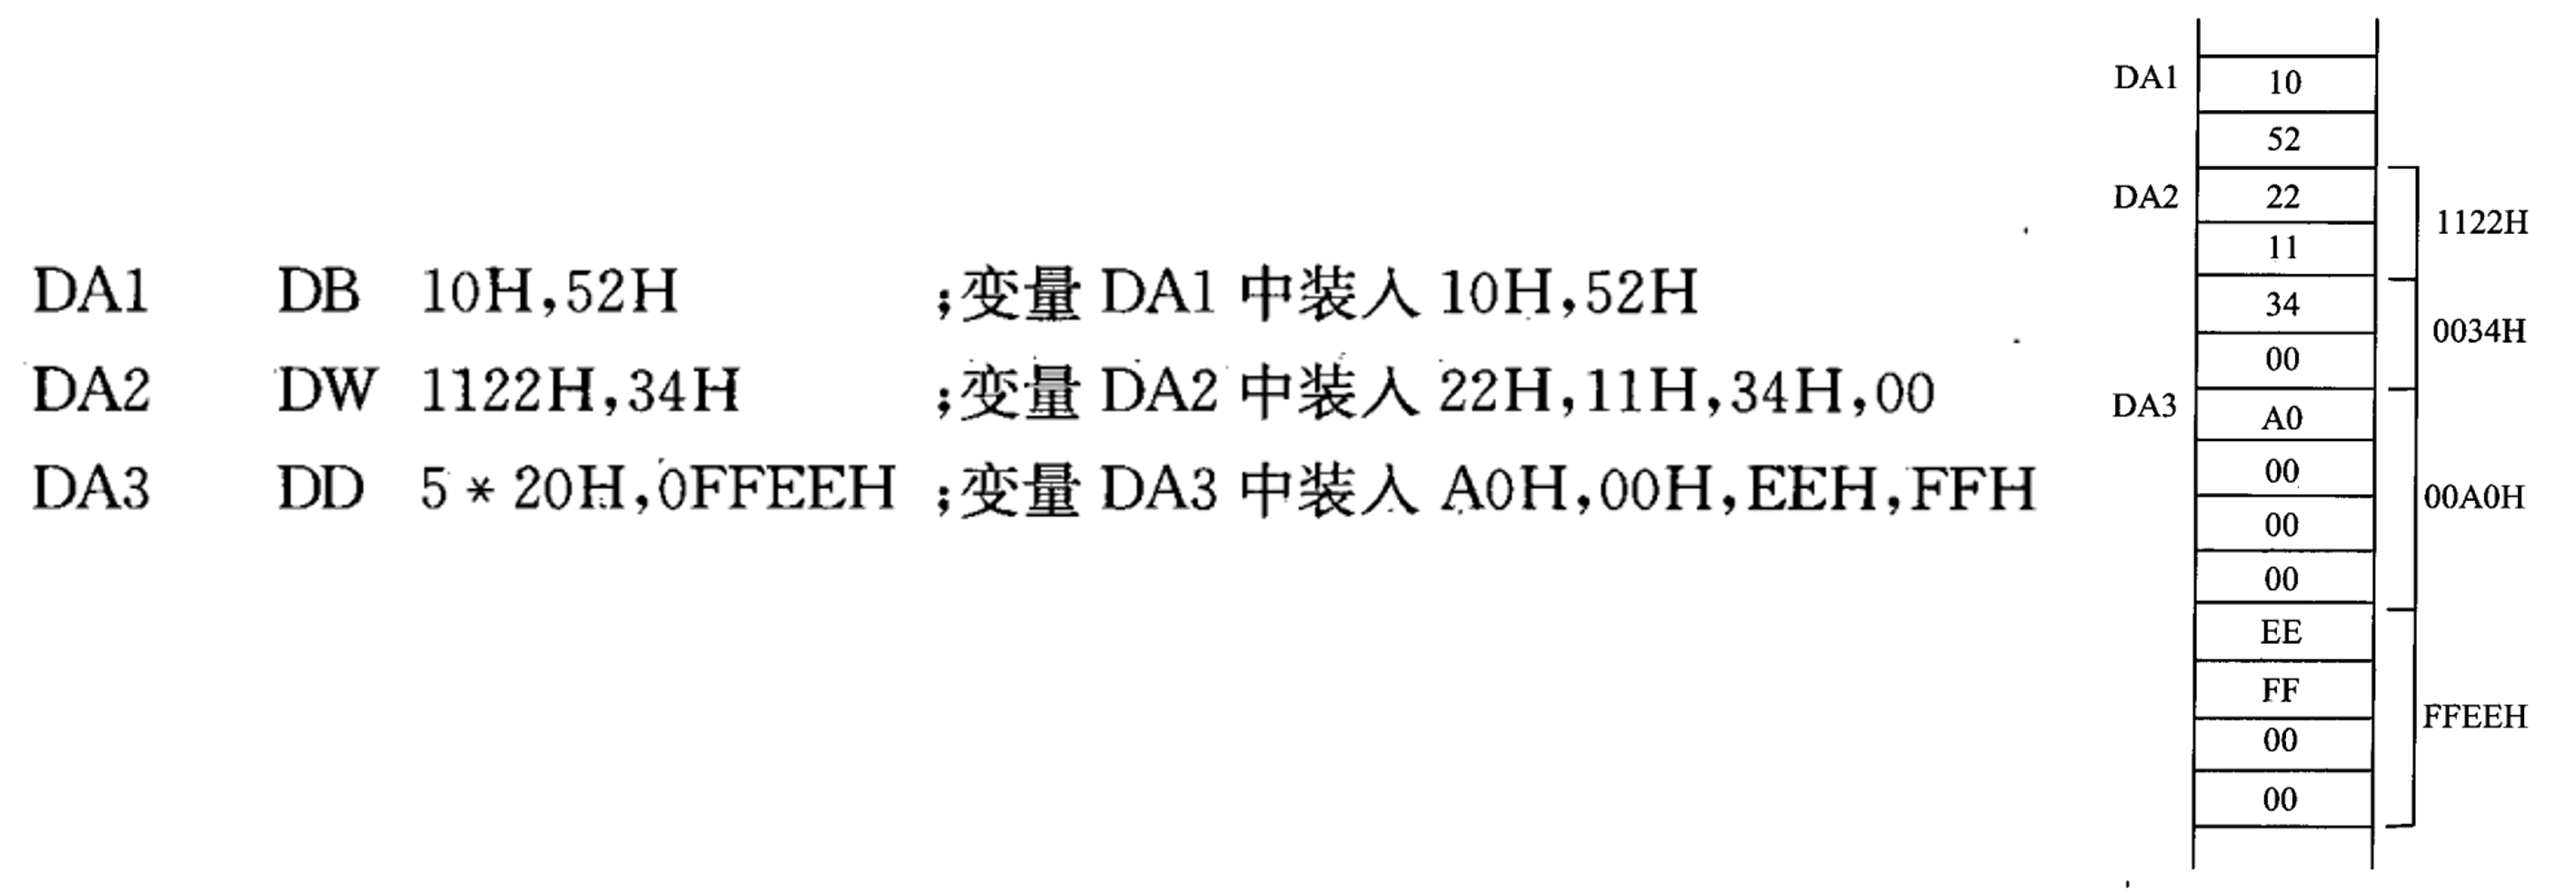 DA1 DB 10H,52H ;变量 DA1 中装入 10H,52H
DA2 DW 1122H,34H ;变量 DA2 中装入 22H,11H,34H,00
DA3 DD 5*20H,0FFEEH ;变量 DA3 中装入 A0H,00H,EEH,FFH
DA1 10
52
DA2 22
11
1122H
34
00
0034H
DA3 A0
00
00
00
00A0H
EE
FF
00
00
FFEEH